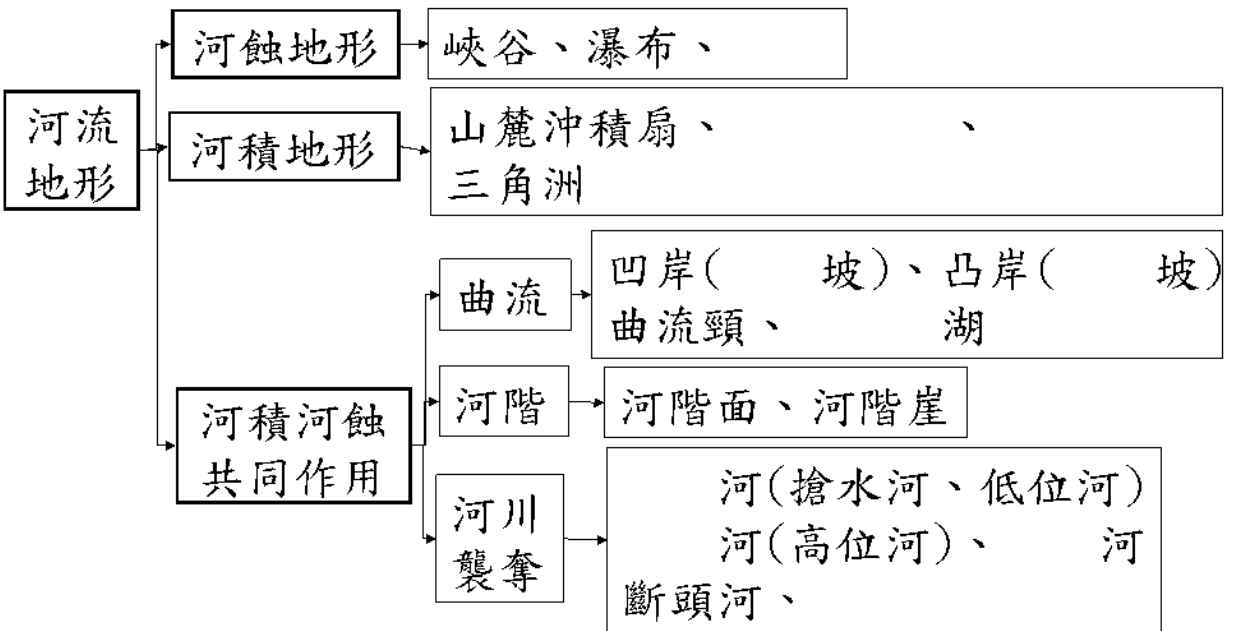 河流
地形
河蝕地形
峽谷、瀑布、
河積地形
山麓沖積扇、　　　　　、
三角洲
河積河蝕
共同作用
曲流
凹岸(　　坡)、凸岸(　　坡)
曲流頸、　　　湖
河階
河階面、河階崖
河川
襲奪
河(搶水河、低位河)
河(高位河)、　　河
斷頭河、